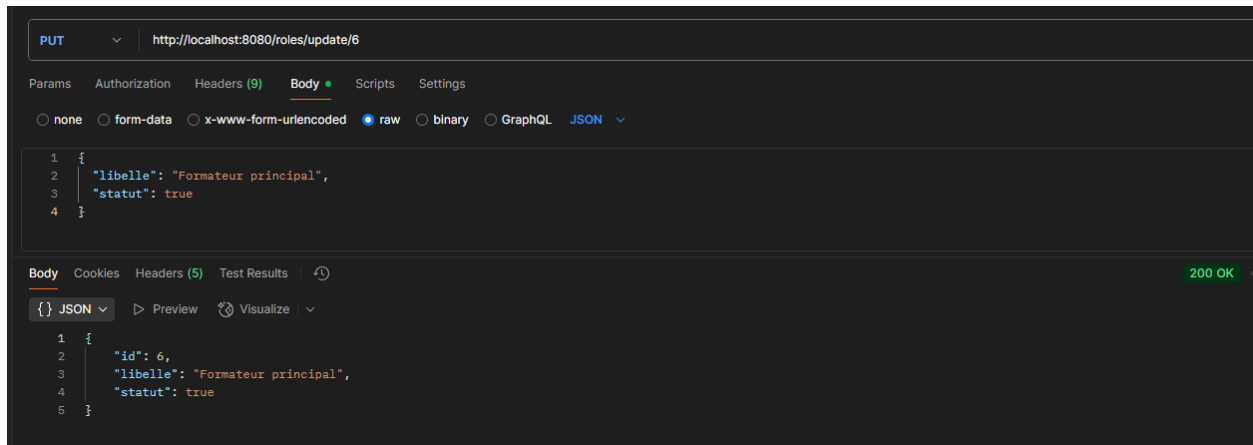 PUT http://localhost:8080/roles/update/6
Params Authorization Headers (9) Body Scripts Settings
none form-data x-www-form-urlencoded raw binary GraphQL JSON
1 {
2 "libelle": "Formateur principal",
3 "statut": true
4 }
Body Cookies Headers (5) Test Results 200 OK
{} JSON Preview Visualize
1 {
2 "id": 6,
3 "libelle": "Formateur principal",
4 "statut": true
5 }